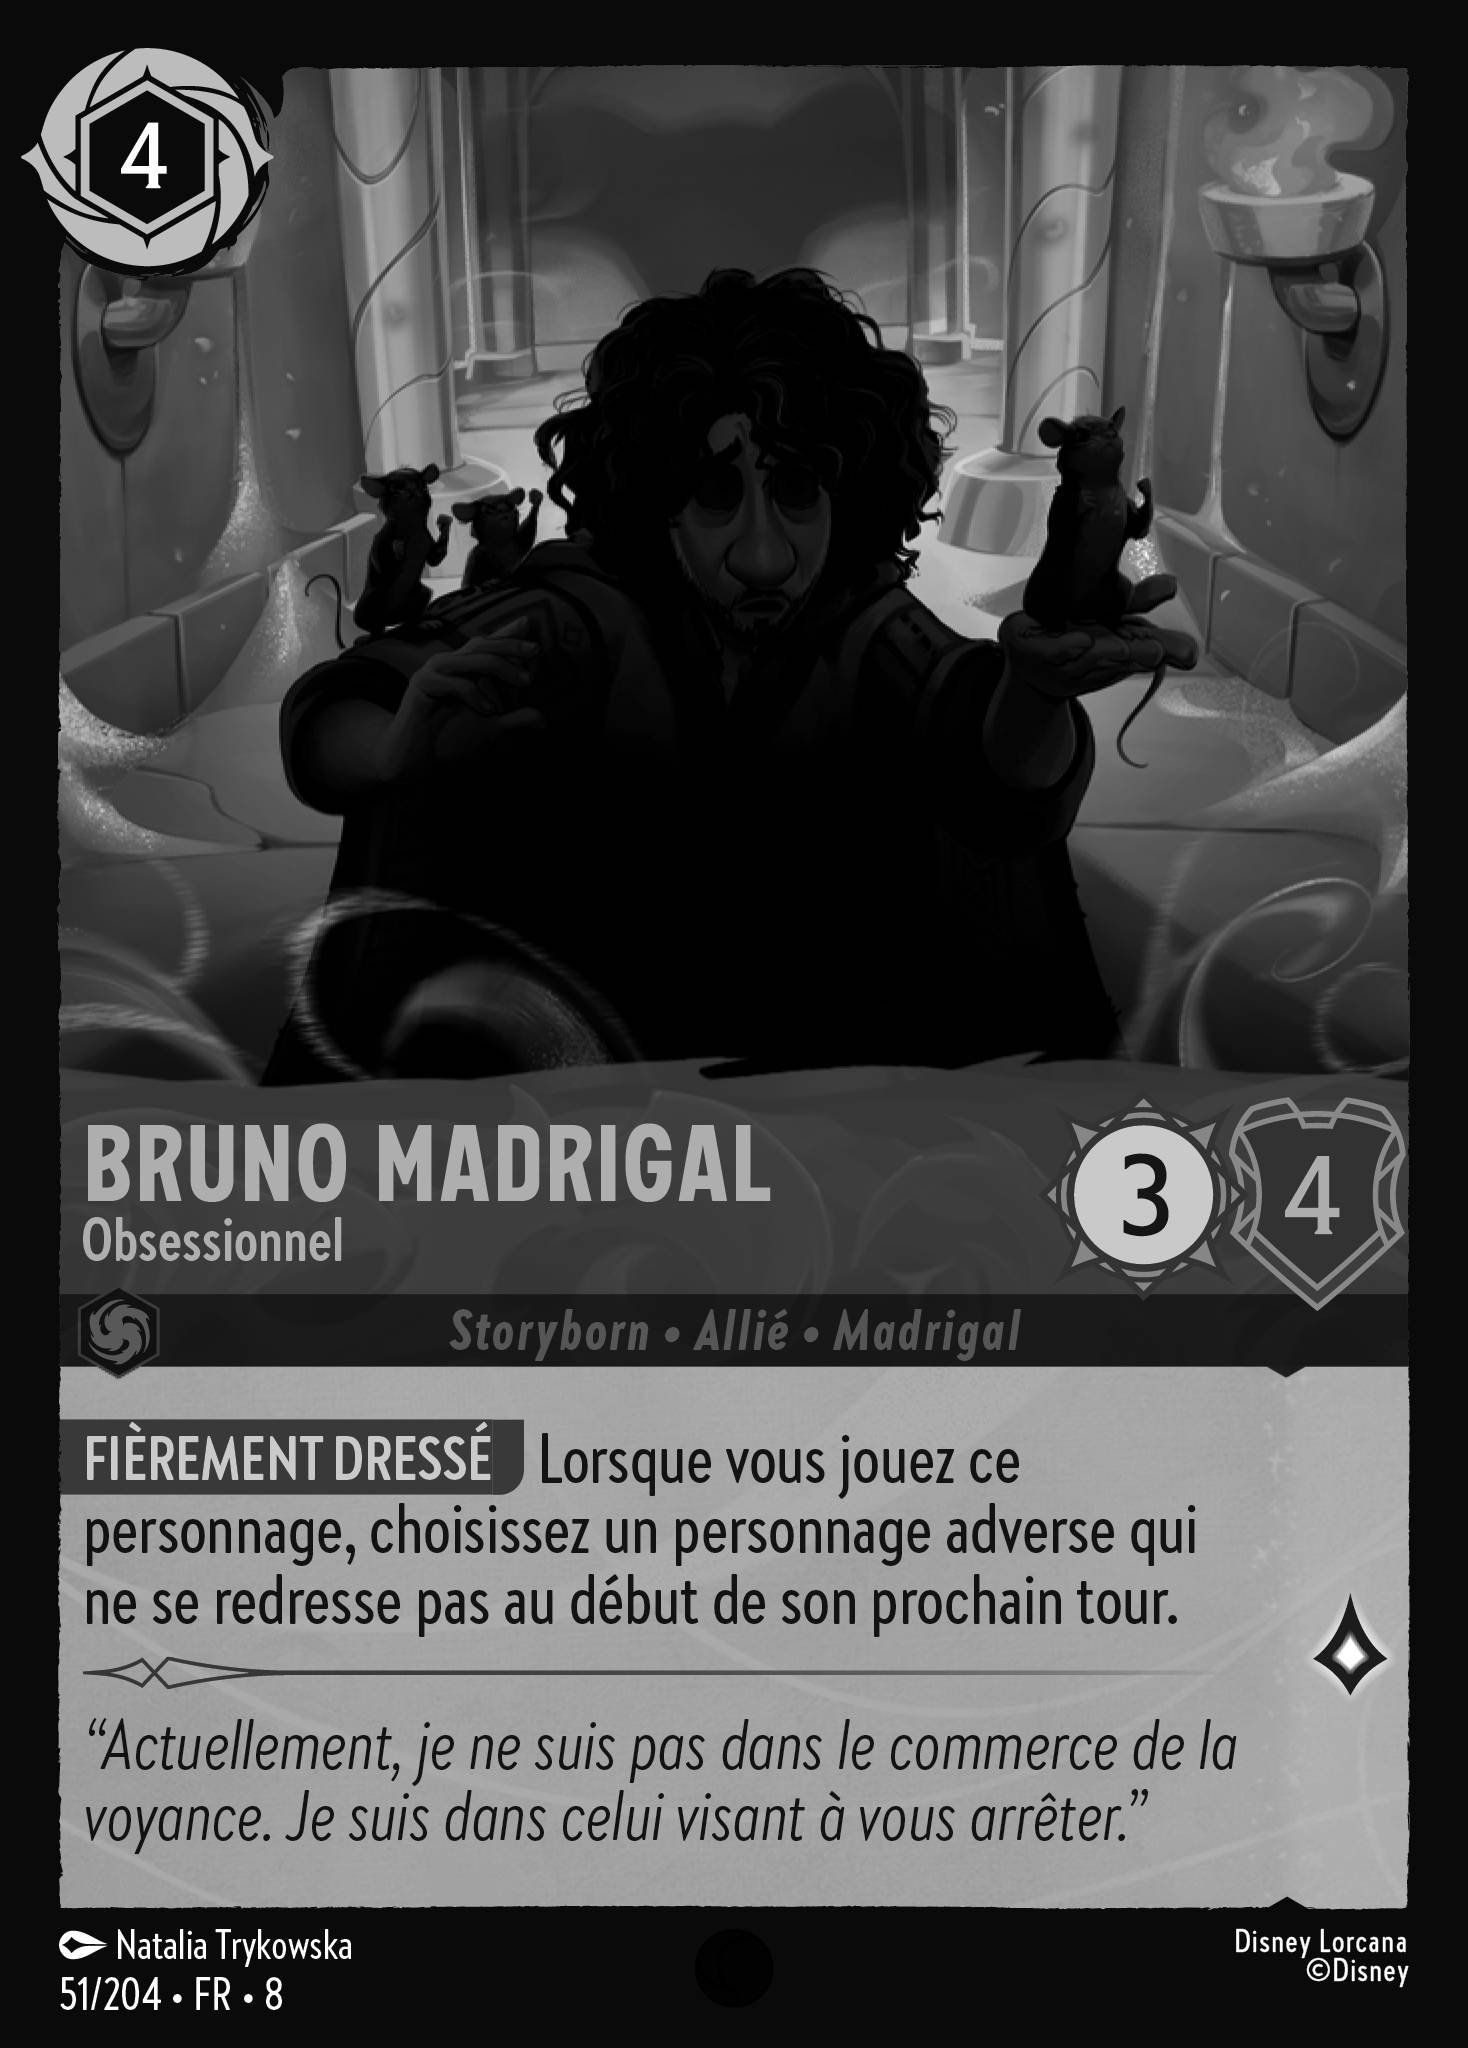 4
BRUNO MADRIGAL
Obsessionnel
3 4
Storyborn • Allié • Madrigal
FIÈREMENT DRESSÉ Lorsque vous jouez ce
personnage, choisissez un personnage adverse qui
ne se redresse pas au début de son prochain tour.
“Actuellement, je ne suis pas dans le commerce de la
voyance. Je suis dans celui visant à vous arrêter.”
Natalia Trykowska
51/204 • FR • 8
Disney Lorcana
©Disney